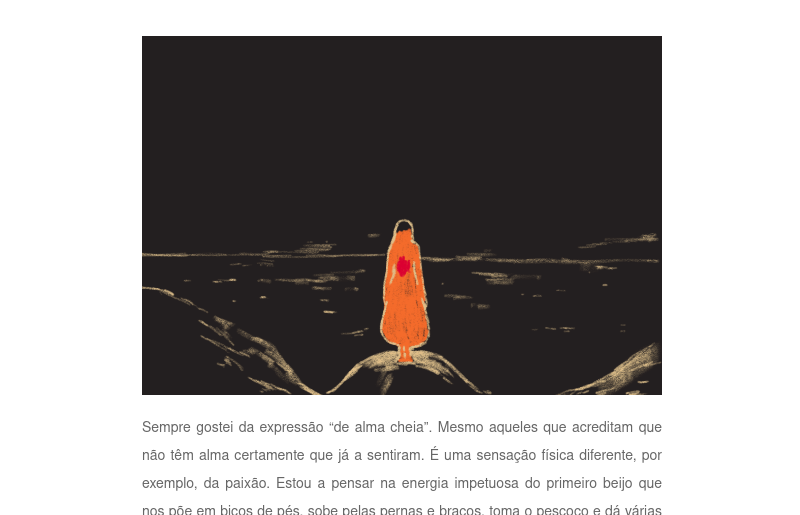 Sempre gostei da expressão “de alma cheia”. Mesmo aqueles que acreditam que
não têm alma certamente que já a sentiram. É uma sensação física diferente, por
exemplo, da paixão. Estou a pensar na energia impetuosa do primeiro beijo que
nos põe em bicos de pés, sobe pelas pernas e braços, toma o pescoço e dá várias